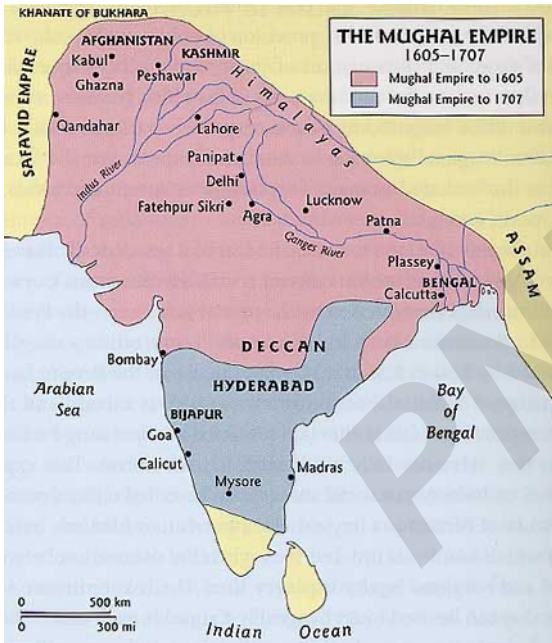 KHANATE OF BUKHARA
THE MUGHAL EMPIRE
1605–1707
Mughal Empire to 1605
Mughal Empire to 1707
AFGHANISTAN
KASHMIR
Kabul
Ghazna
Peshawar
Himalayas
SAFAVID EMPIRE
Qandahar
Lahore
Indus River
Panipat
Delhi
Fatehpur Sikri
Agra
Lucknow
Ganges River
Patna
ASSAM
Plassey
BENGAL
Calcutta
DECCAN
Bombay
HYDERABAD
Arabian
Sea
Bay
of
Bengal
BIJAPUR
Goa
Calicut
Mysore
Madras
0 500 km
0 300 mi
Indian Ocean